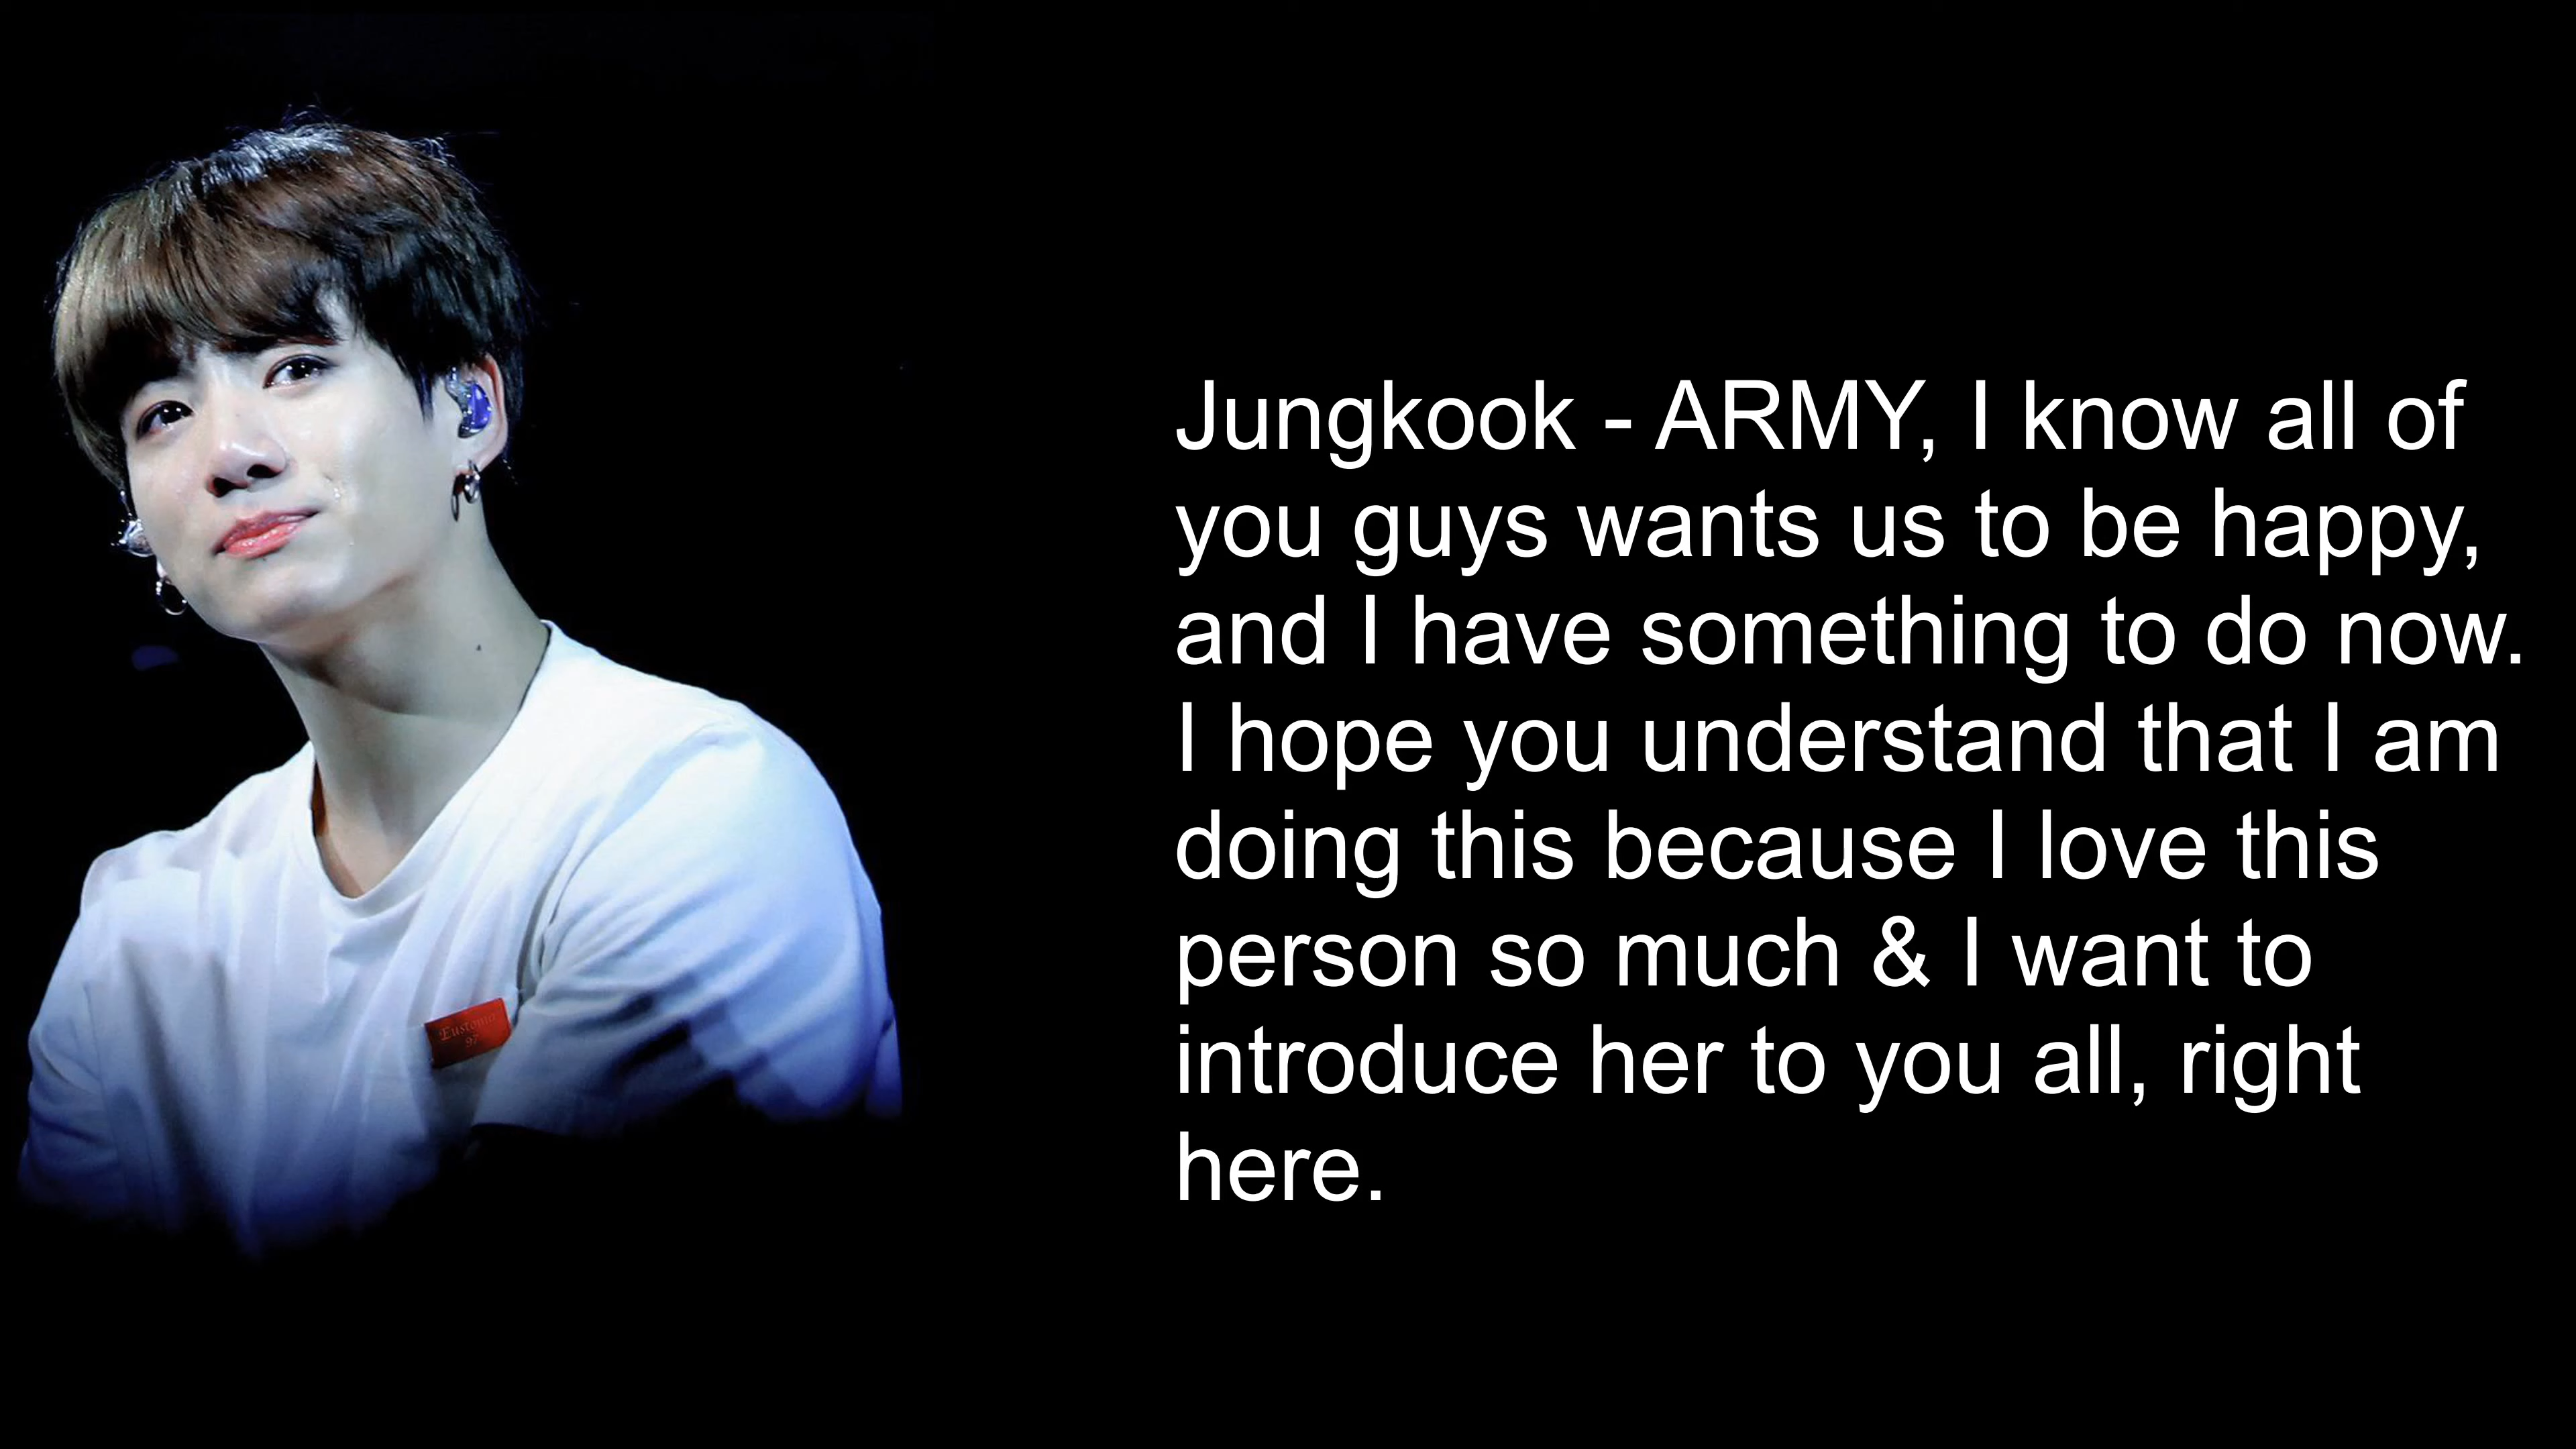 Jungkook - ARMY, I know all of
you guys wants us to be happy,
and I have something to do now.
I hope you understand that I am
doing this because I love this
person so much & I want to
introduce her to you all, right
here.
Eustoma
97